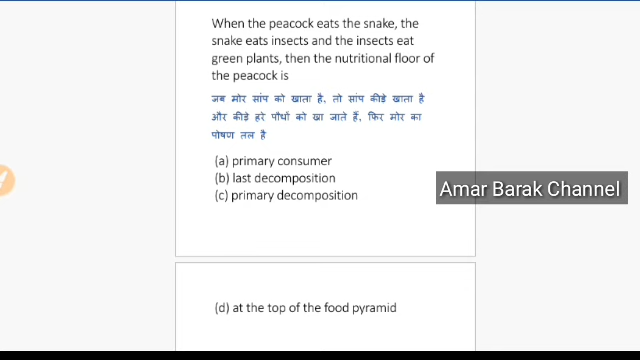 When the peacock eats the snake, the
snake eats insects and the insects eat
green plants, then the nutritional floor of
the peacock is
जब मोर सांप को खाता है, तो सांप कीड़े खाता है
और कीड़े हरे पौधों को खा जाते हैं, फिर मोर का
पोषण तल है
(a) primary consumer
(b) last decomposition
(c) primary decomposition
Amar Barak Channel
(d) at the top of the food pyramid